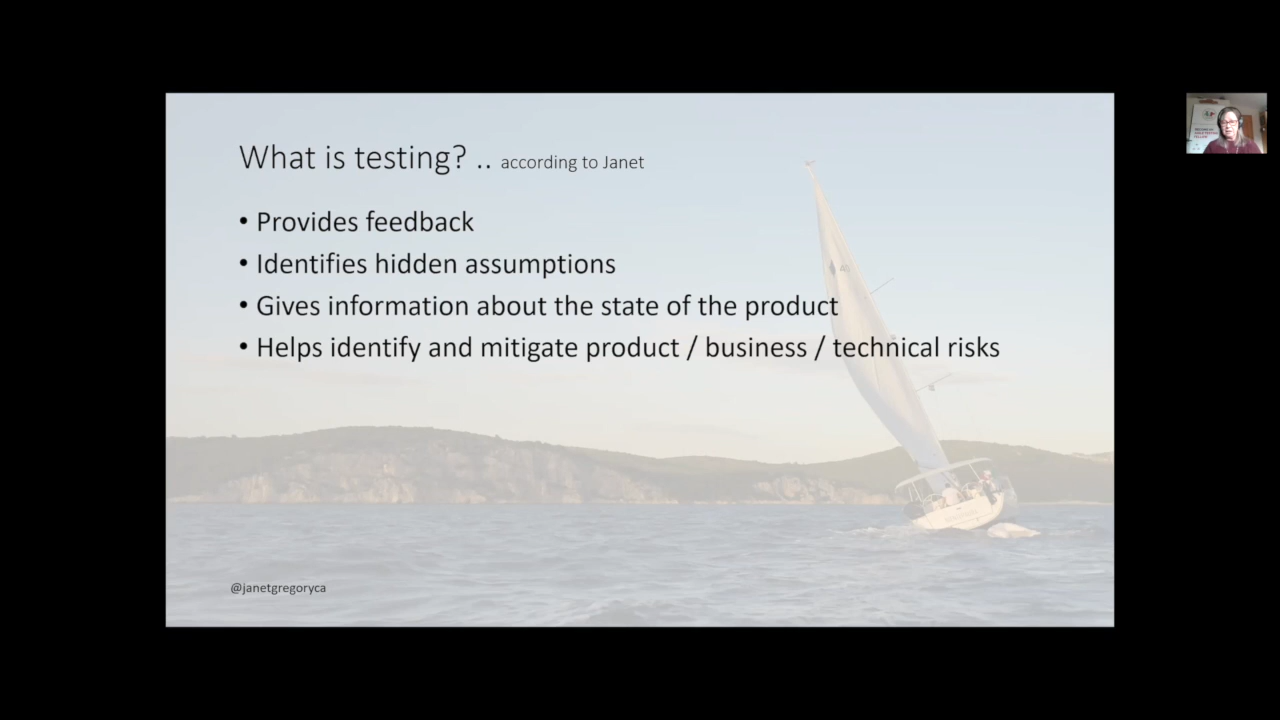 What is testing? .. according to Janet
• Provides feedback
• Identifies hidden assumptions
• Gives information about the state of the product
• Helps identify and mitigate product / business / technical risks
@janetgregoryca